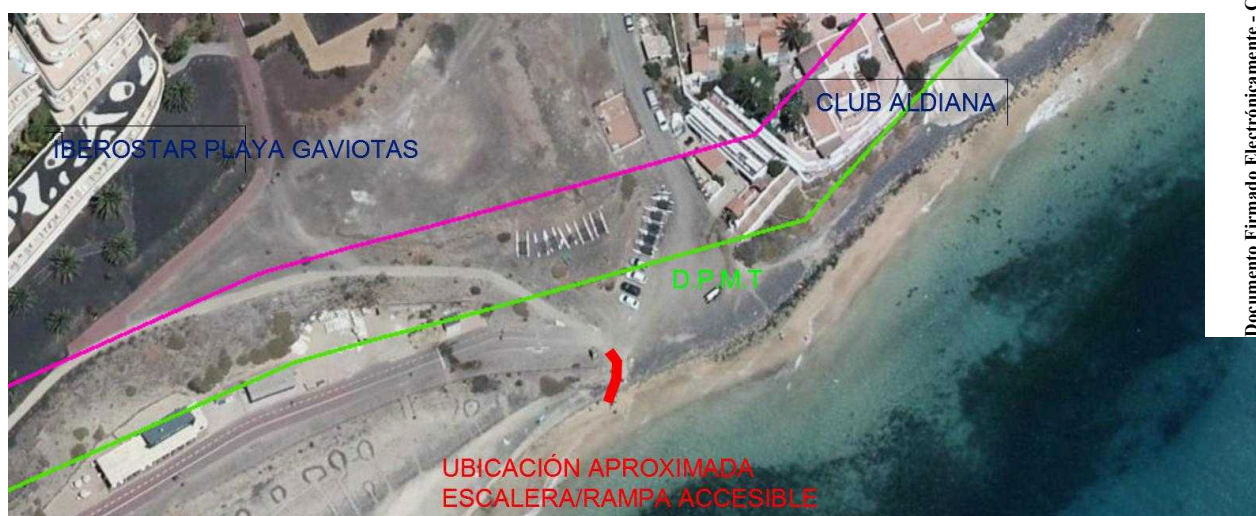 CLUB ALDIANA
IBEROSTAR PLAYA GAVIOTAS
D.P.M.T
UBICACIÓN APROXIMADA
ESCALERA/RAMPA ACCESIBLE
Documento Firmado Electrónicamente - C